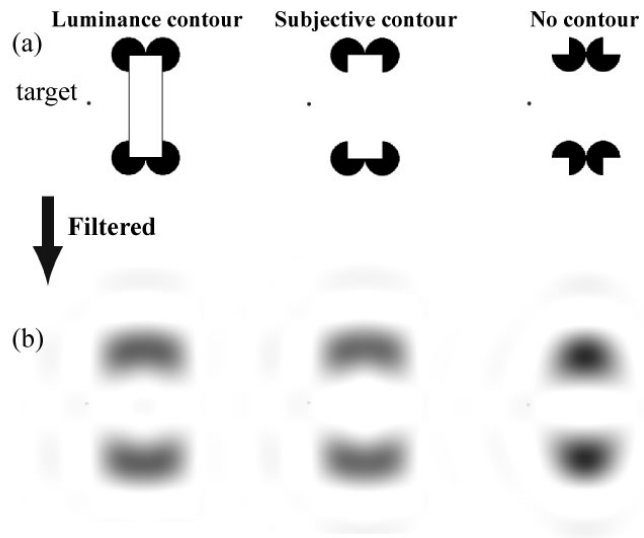 Luminance contour Subjective contour No contour
(a)
target
Filtered
(b)